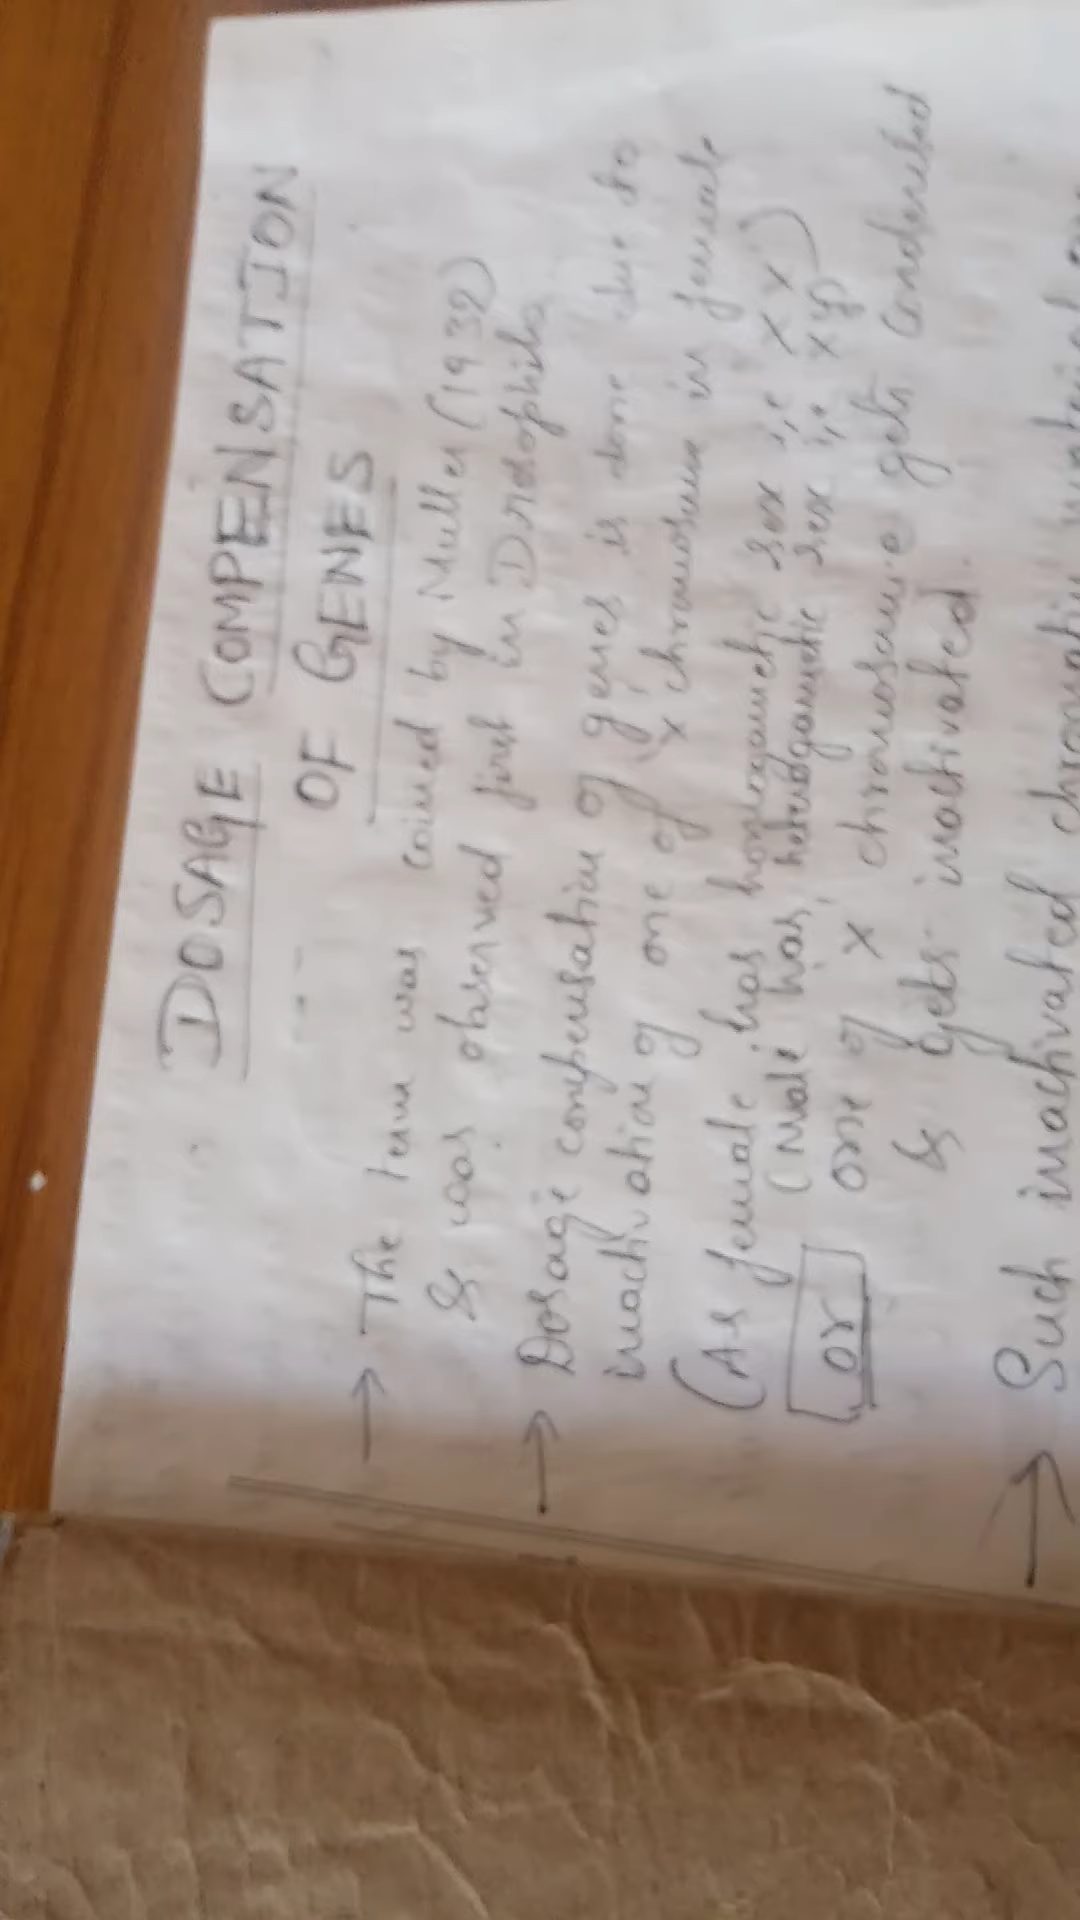 DOSAGE COMPENSATION
OF GENES
→ The term was coined by Muller (1932)
& was observed first in Drosophila
→ Dosage compensation of genes is done due to
inactivation of one of 'x' chromosome in female
(As female has homogametic sex i,e XX)
(Male has heterogametic sex i,e xy)
or one of X chromosome gets condensed
& gets inactivated.
→ Such inactivated chromatin material